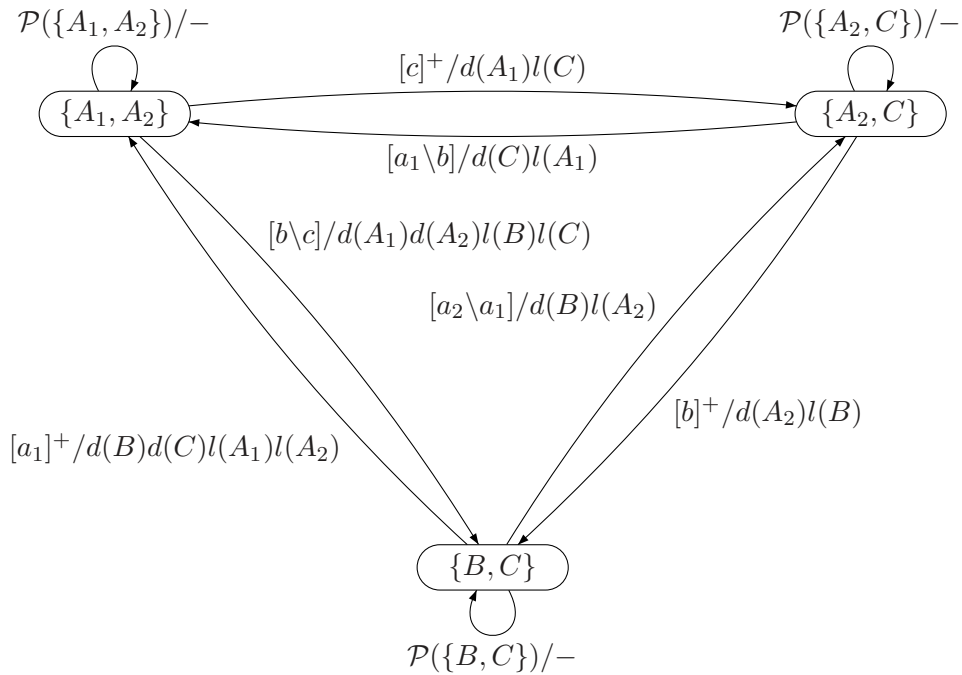 𝒫({A₁, A₂})/−
𝒫({A₂, C})/−
[c]⁺/d(A₁)l(C)
{A₁, A₂}
{A₂, C}
[a₁\b]/d(C)l(A₁)
[b\c]/d(A₁)d(A₂)l(B)l(C)
[a₂\a₁]/d(B)l(A₂)
[b]⁺/d(A₂)l(B)
[a₁]⁺/d(B)d(C)l(A₁)l(A₂)
{B, C}
𝒫({B, C})/−